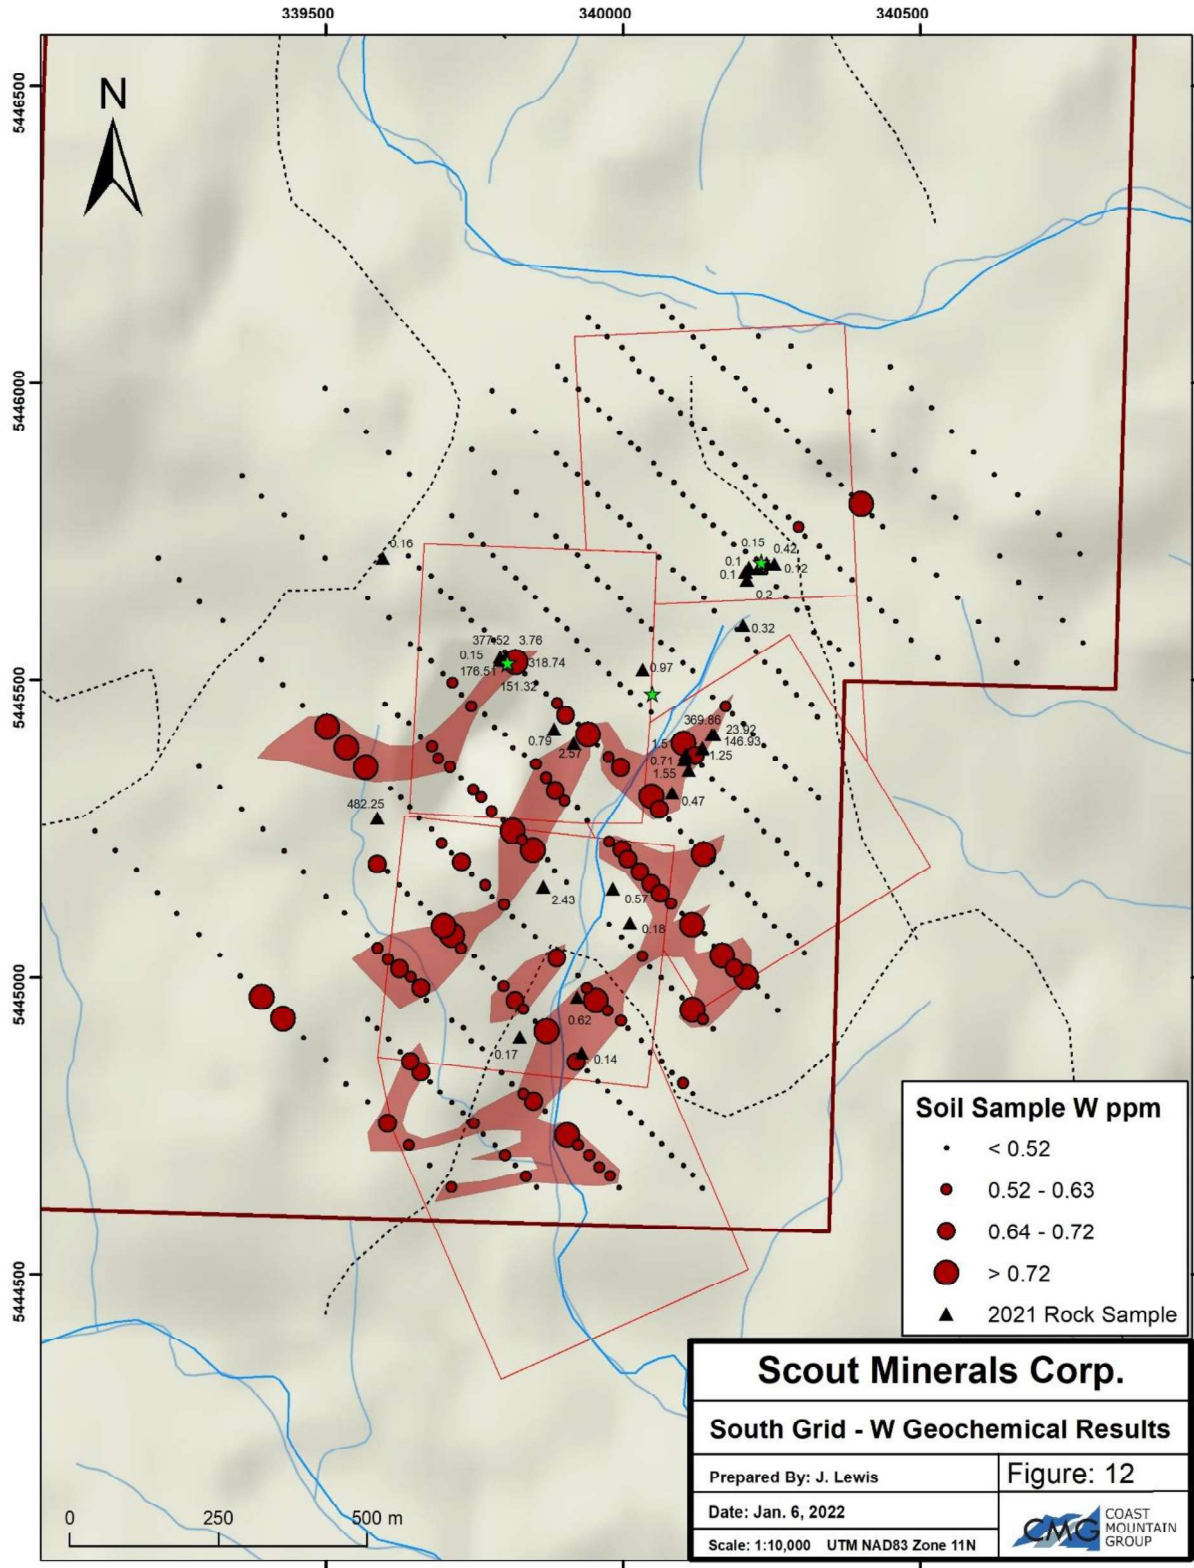 339500 340000 340500
5446500
N
5446000
0.16
0.15 0.42
0.1 0.12
0.1
0.2
0.32
377.52 3.76
0.15 318.74
176.51
151.32
0.97
5445500
369.86
23.92
0.79
146.93
2.57
1.25
0.71
1.55
0.47
482.25
2.43 0.57
0.18
5445000
0.62
0.17 0.14
Soil Sample W ppm
< 0.52
0.52 - 0.63
0.64 - 0.72
> 0.72
2021 Rock Sample
5444500
Scout Minerals Corp.
South Grid - W Geochemical Results
Prepared By: J. Lewis
Figure: 12
Date: Jan. 6, 2022
Scale: 1:10,000 UTM NAD83 Zone 11N
CMG
COAST
MOUNTAIN
GROUP
0 250 500 m